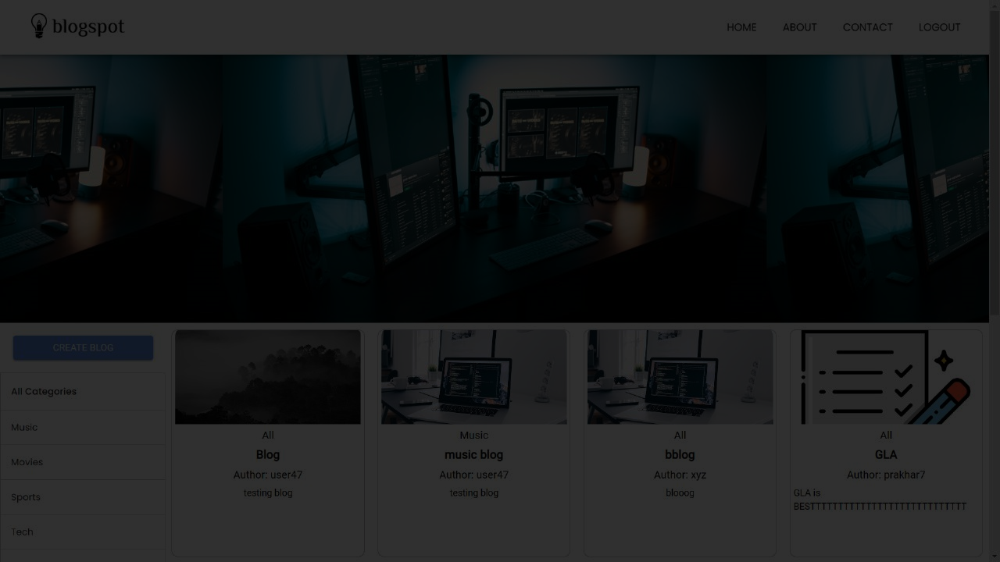 blogspot
HOME ABOUT CONTACT LOGOUT
CREATE BLOG
All Categories
Music
Movies
Sports
Tech
All
Blog
Author: user47
testing blog
Music
music blog
Author: user47
testing blog
All
bblog
Author: xyz
blooog
All
GLA
Author: prakhar7
GLA is
BESTTTTTTTTTTTTTTTTTTTTTTTTTTT